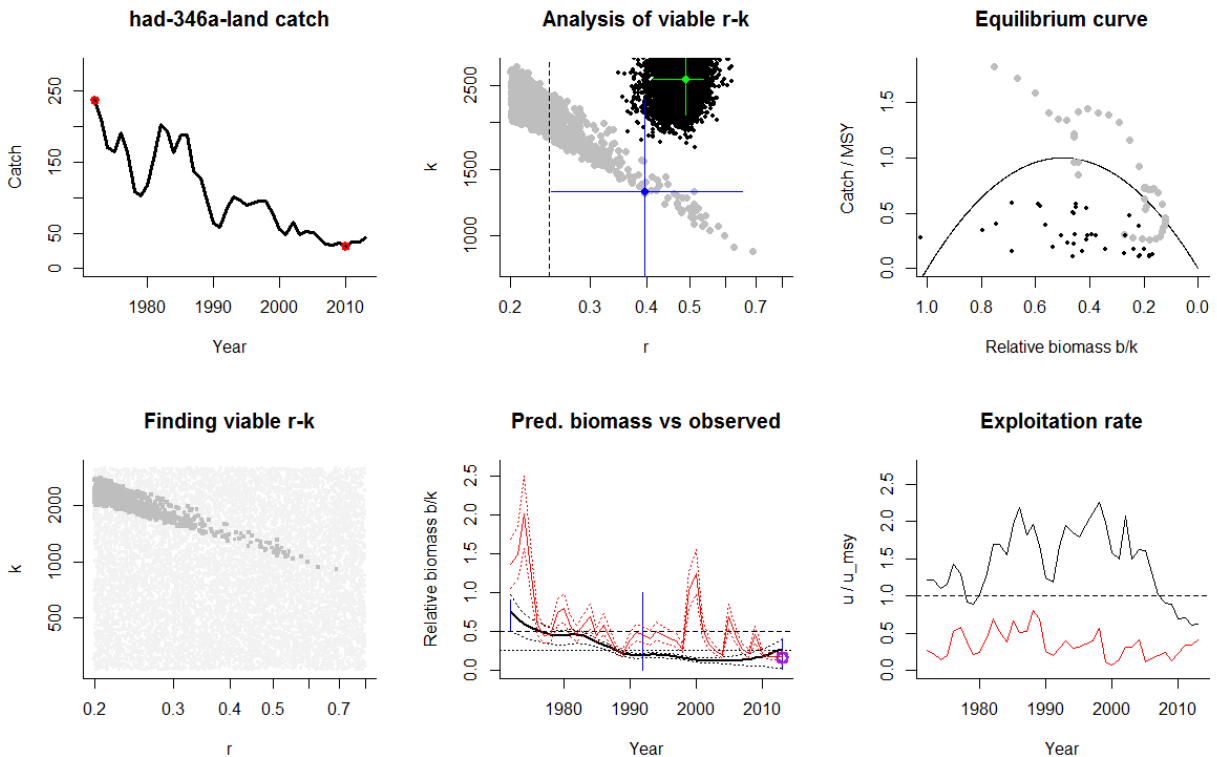 had-346a-land catch
Catch
0 50 150 250
1980 1990 2000 2010
Year
Analysis of viable r-k
k
1000 1500 2500
0.2 0.3 0.4 0.5 0.7
r
Equilibrium curve
Catch / MSY
0.0 0.5 1.0 1.5
1.0 0.8 0.6 0.4 0.2 0.0
Relative biomass b/k
Finding viable r-k
k
500 1000 2000
0.2 0.3 0.4 0.5 0.7
r
Pred. biomass vs observed
Relative biomass b/k
0.0 0.5 1.0 1.5 2.0 2.5
1980 1990 2000 2010
Year
Exploitation rate
u / u_msy
0.0 0.5 1.0 1.5 2.0 2.5
1980 1990 2000 2010
Year